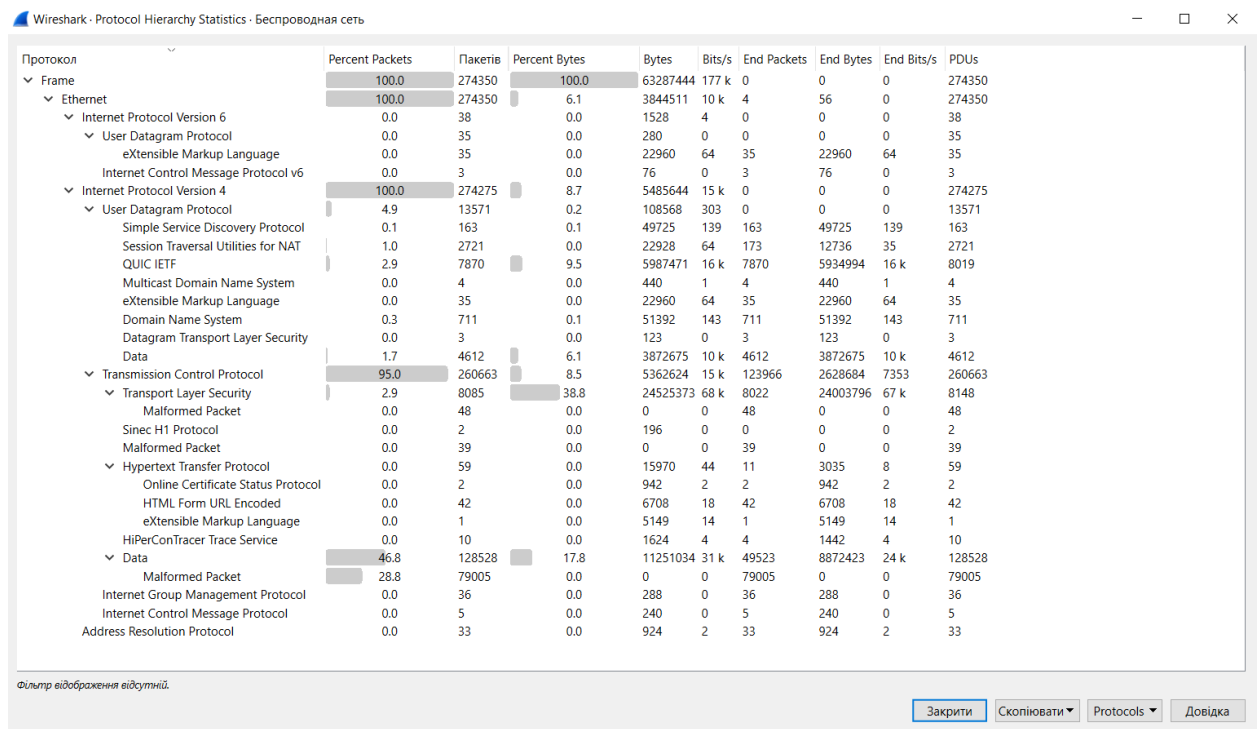 Wireshark · Protocol Hierarchy Statistics · Беспроводная сеть
Протокол Percent Packets Пакетів Percent Bytes Bytes Bits/s End Packets End Bytes End Bits/s PDUs
Frame 100.0 274350 100.0 63287444 177 k 0 0 0 274350
Ethernet 100.0 274350 6.1 3844511 10 k 4 56 0 274350
Internet Protocol Version 6 0.0 38 0.0 1528 4 0 0 0 38
User Datagram Protocol 0.0 35 0.0 280 0 0 0 0 35
eXtensible Markup Language 0.0 35 0.0 22960 64 35 22960 64 35
Internet Control Message Protocol v6 0.0 3 0.0 76 0 3 76 0 3
Internet Protocol Version 4 100.0 274275 8.7 5485644 15 k 0 0 0 274275
User Datagram Protocol 4.9 13571 0.2 108568 303 0 0 0 13571
Simple Service Discovery Protocol 0.1 163 0.1 49725 139 163 49725 139 163
Session Traversal Utilities for NAT 1.0 2721 0.0 22928 64 173 12736 35 2721
QUIC IETF 2.9 7870 9.5 5987471 16 k 7870 5934994 16 k 8019
Multicast Domain Name System 0.0 4 0.0 440 1 4 440 1 4
eXtensible Markup Language 0.0 35 0.0 22960 64 35 22960 64 35
Domain Name System 0.3 711 0.1 51392 143 711 51392 143 711
Datagram Transport Layer Security 0.0 3 0.0 123 0 3 123 0 3
Data 1.7 4612 6.1 3872675 10 k 4612 3872675 10 k 4612
Transmission Control Protocol 95.0 260663 8.5 5362624 15 k 123966 2628684 7353 260663
Transport Layer Security 2.9 8085 38.8 24525373 68 k 8022 24003796 67 k 8148
Malformed Packet 0.0 48 0.0 0 0 48 0 0 48
Sinec H1 Protocol 0.0 2 0.0 196 0 0 0 0 2
Malformed Packet 0.0 39 0.0 0 0 39 0 0 39
Hypertext Transfer Protocol 0.0 59 0.0 15970 44 11 3035 8 59
Online Certificate Status Protocol 0.0 2 0.0 942 2 2 942 2 2
HTML Form URL Encoded 0.0 42 0.0 6708 18 42 6708 18 42
eXtensible Markup Language 0.0 1 0.0 5149 14 1 5149 14 1
HiPerConTracer Trace Service 0.0 10 0.0 1624 4 4 1442 4 10
Data 46.8 128528 17.8 11251034 31 k 49523 8872423 24 k 128528
Malformed Packet 28.8 79005 0.0 0 0 79005 0 0 79005
Internet Group Management Protocol 0.0 36 0.0 288 0 36 288 0 36
Internet Control Message Protocol 0.0 5 0.0 240 0 5 240 0 5
Address Resolution Protocol 0.0 33 0.0 924 2 33 924 2 33
Фільтр відображення відсутній.
Закрити Скопіювати Protocols Довідка